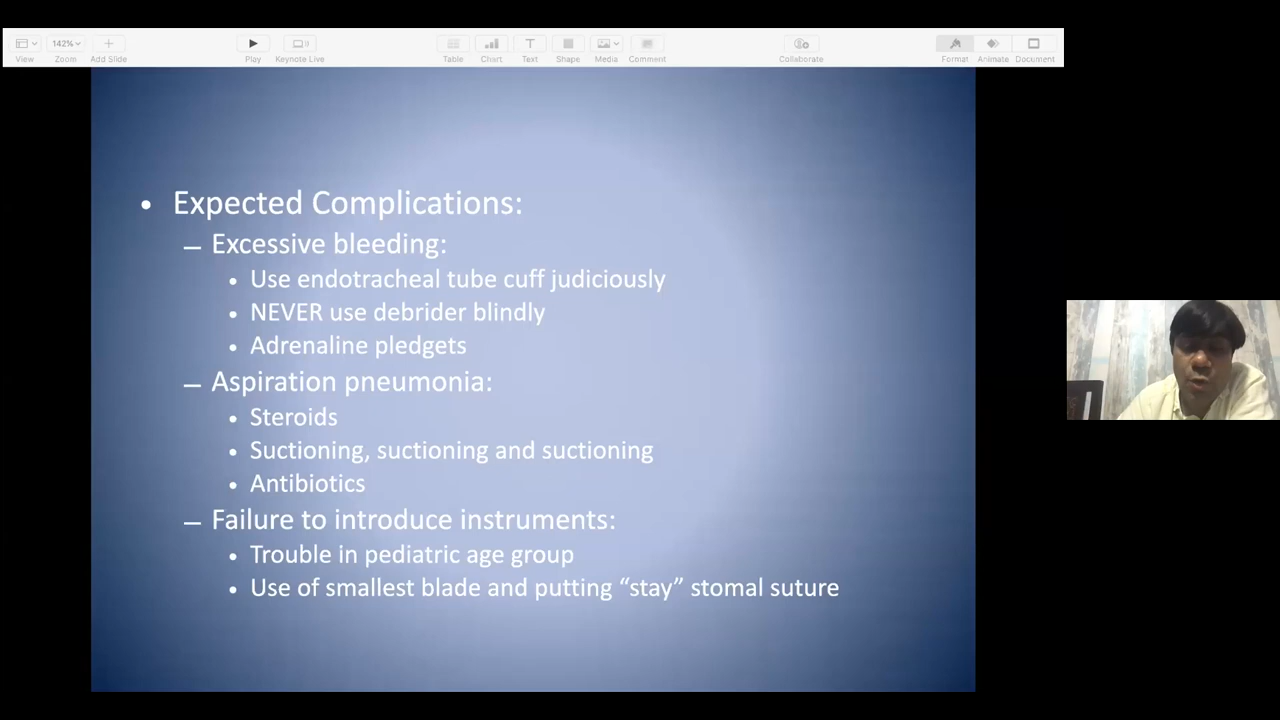 142%
View
Zoom
Add Slide
Play
Keynote Live
Table
Chart
Text
Shape
Media
Comment
Collaborate
Format
Animate
Document
• Expected Complications:
– Excessive bleeding:
• Use endotracheal tube cuff judiciously
• NEVER use debrider blindly
• Adrenaline pledgets
– Aspiration pneumonia:
• Steroids
• Suctioning, suctioning and suctioning
• Antibiotics
– Failure to introduce instruments:
• Trouble in pediatric age group
• Use of smallest blade and putting “stay” stomal suture